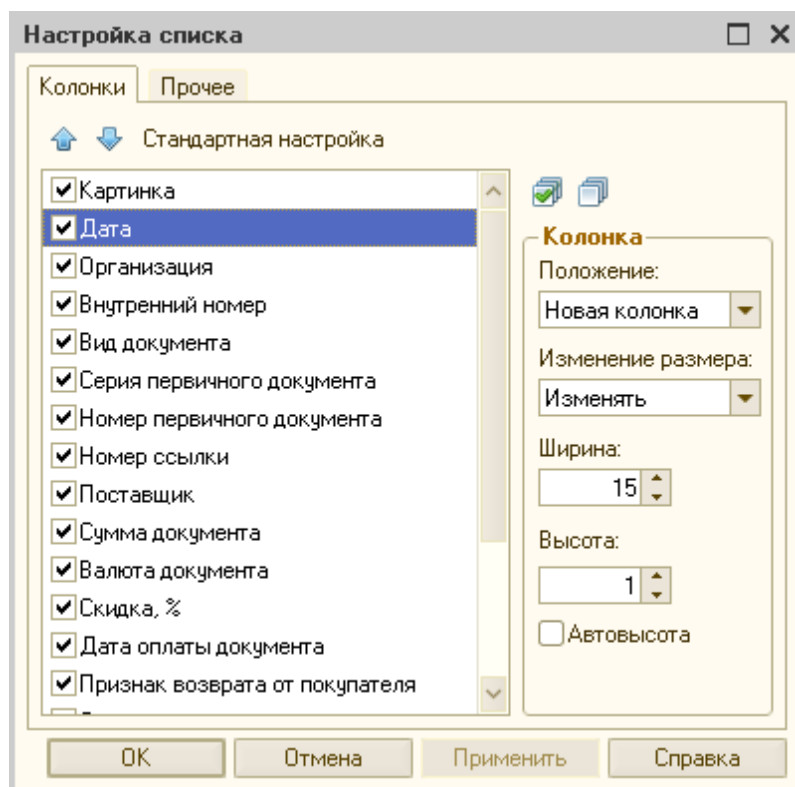 Настройка списка
Колонки Прочее
Стандартная настройка
Картинка
Дата
Организация
Внутренний номер
Вид документа
Серия первичного документа
Номер первичного документа
Номер ссылки
Поставщик
Сумма документа
Валюта документа
Скидка, %
Дата оплаты документа
Признак возврата от покупателя
Колонка
Положение:
Новая колонка
Изменение размера:
Изменять
Ширина:
15
Высота:
1
Автовысота
OK Отмена Применить Справка